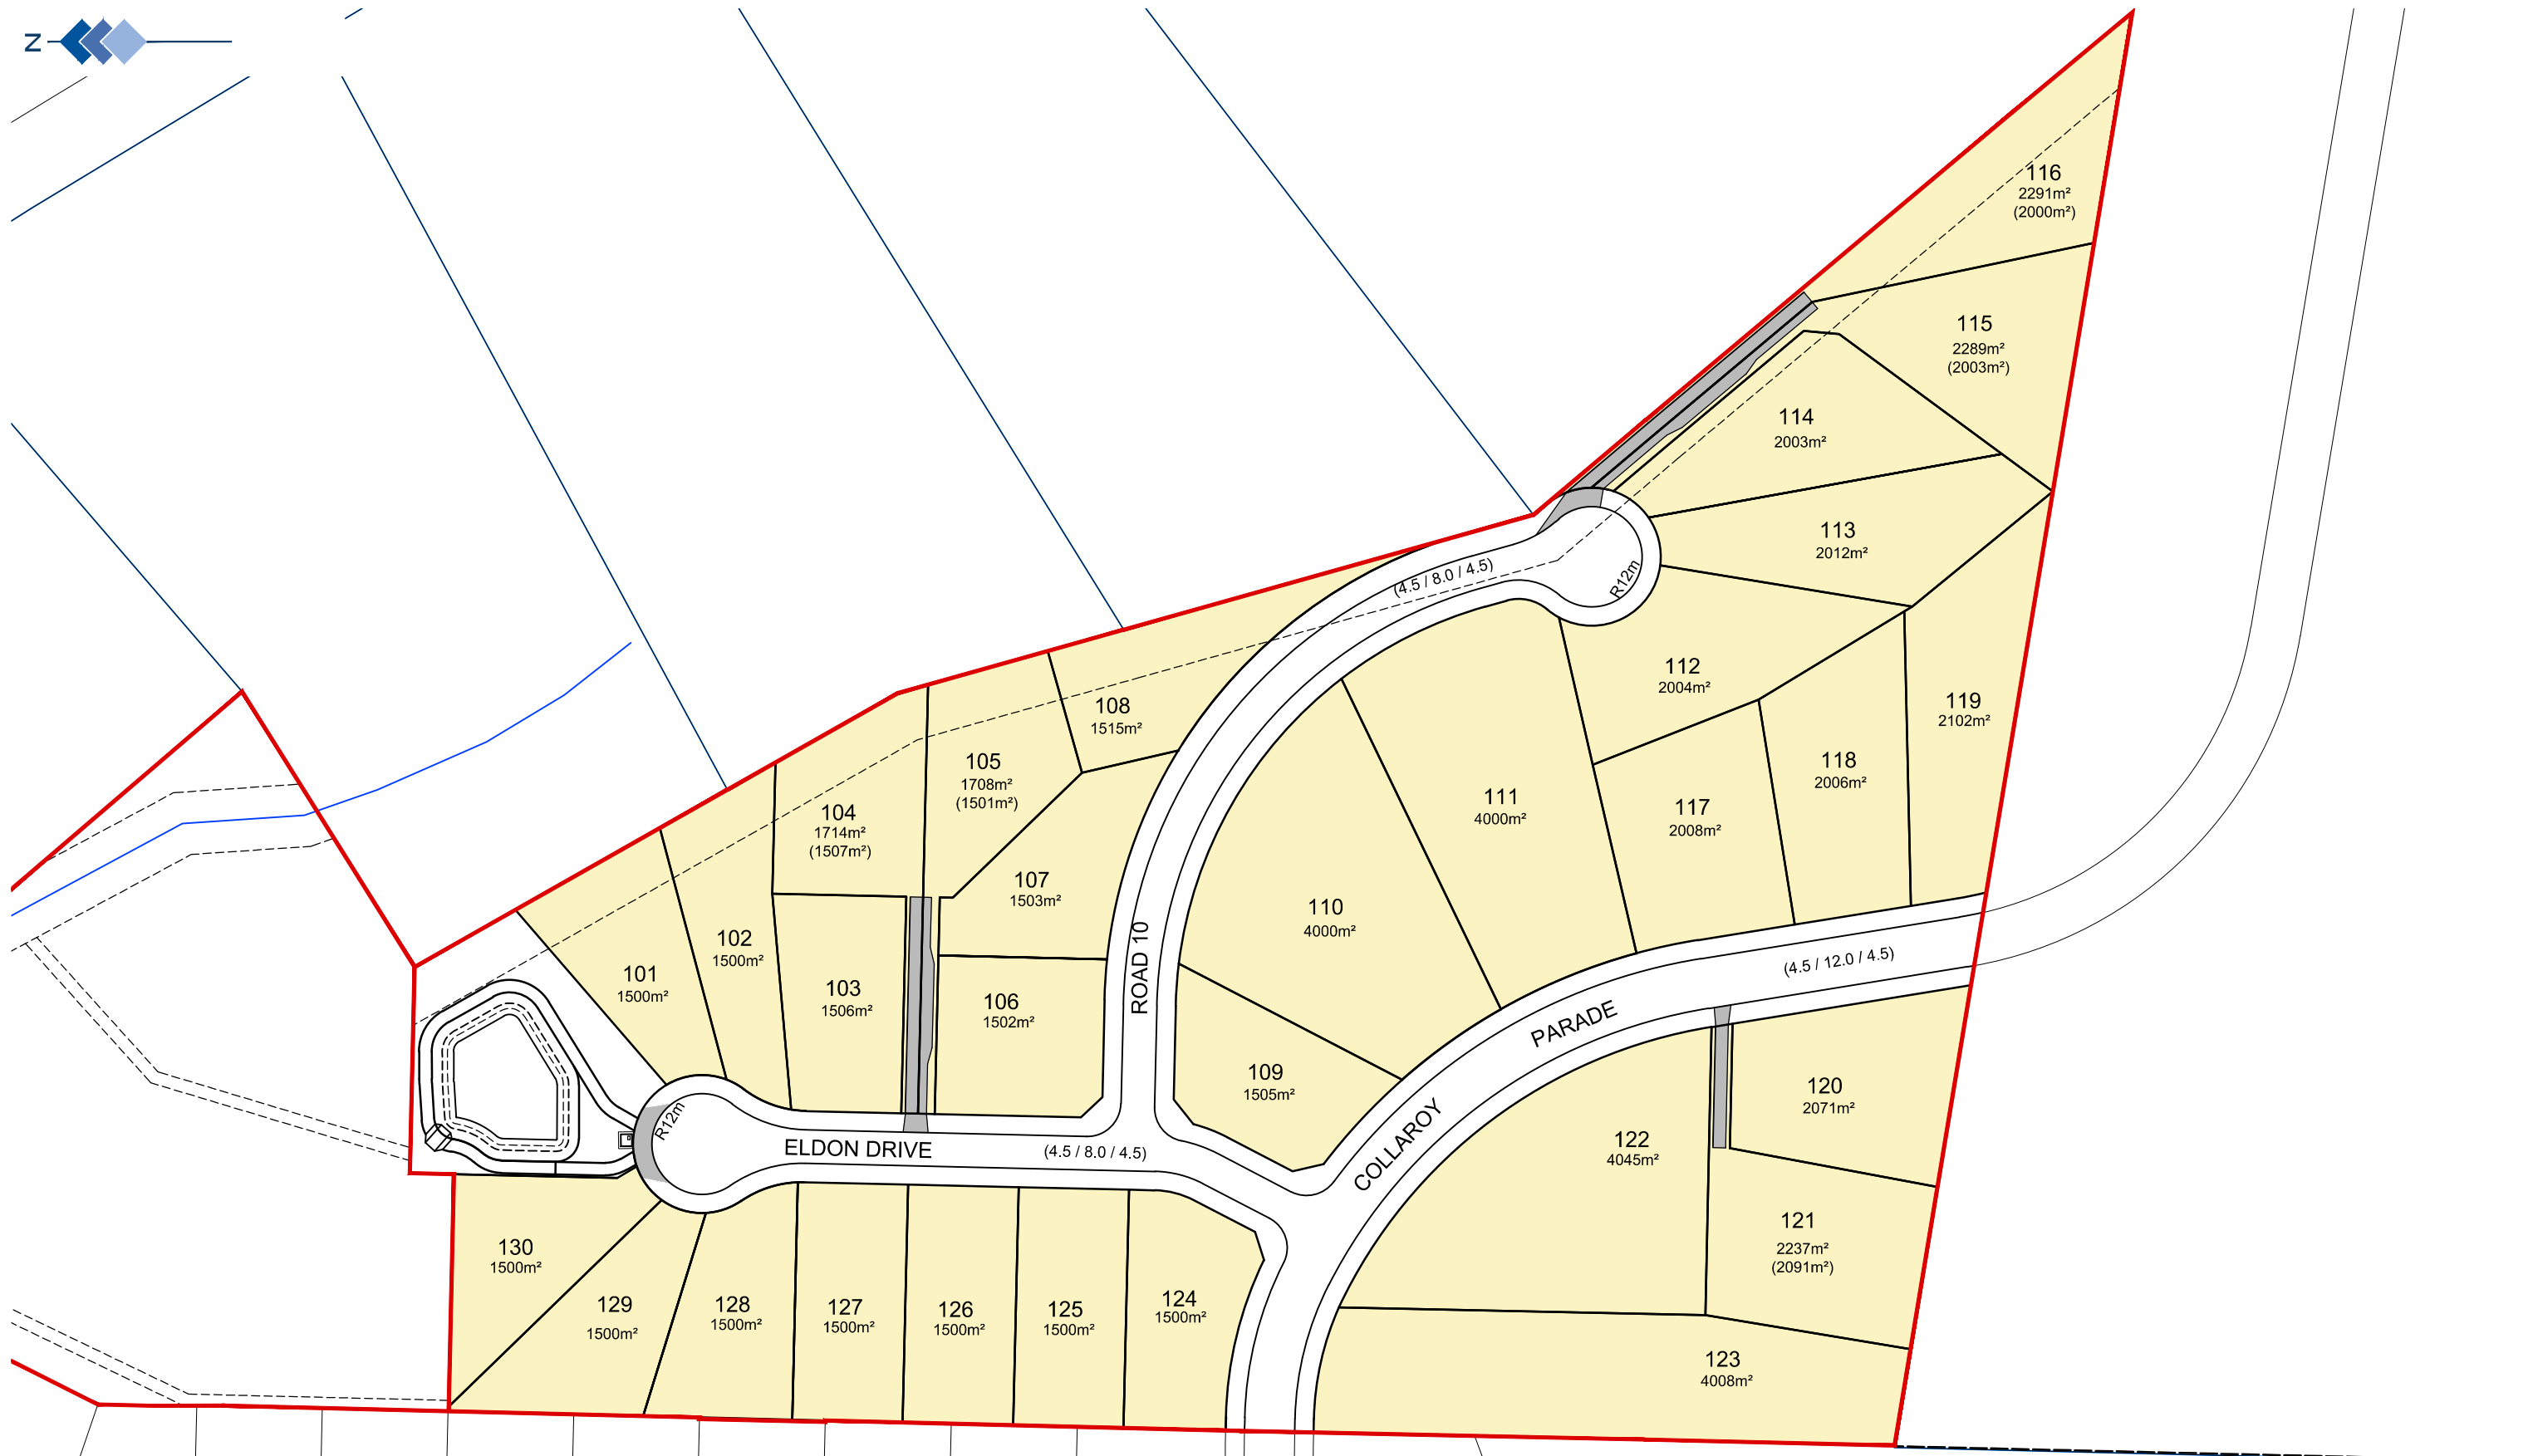 Z
116
2291m²
(2000m²)
115
2289m²
(2003m²)
114
2003m²
113
2012m²
(4.5 / 8.0 / 4.5)
R12m
112
2004m²
119
2102m²
108
1515m²
105
1708m²
(1501m²)
118
2006m²
111
4000m²
117
2008m²
104
1714m²
(1507m²)
107
1503m²
110
4000m²
102
1500m²
101
1500m²
103
1506m²
106
1502m²
ROAD 10
(4.5 / 12.0 / 4.5)
COLLAROY PARADE
109
1505m²
120
2071m²
R12m
ELDON DRIVE
(4.5 / 8.0 / 4.5)
122
4045m²
121
2237m²
(2091m²)
130
1500m²
129
1500m²
128
1500m²
127
1500m²
126
1500m²
125
1500m²
124
1500m²
123
4008m²